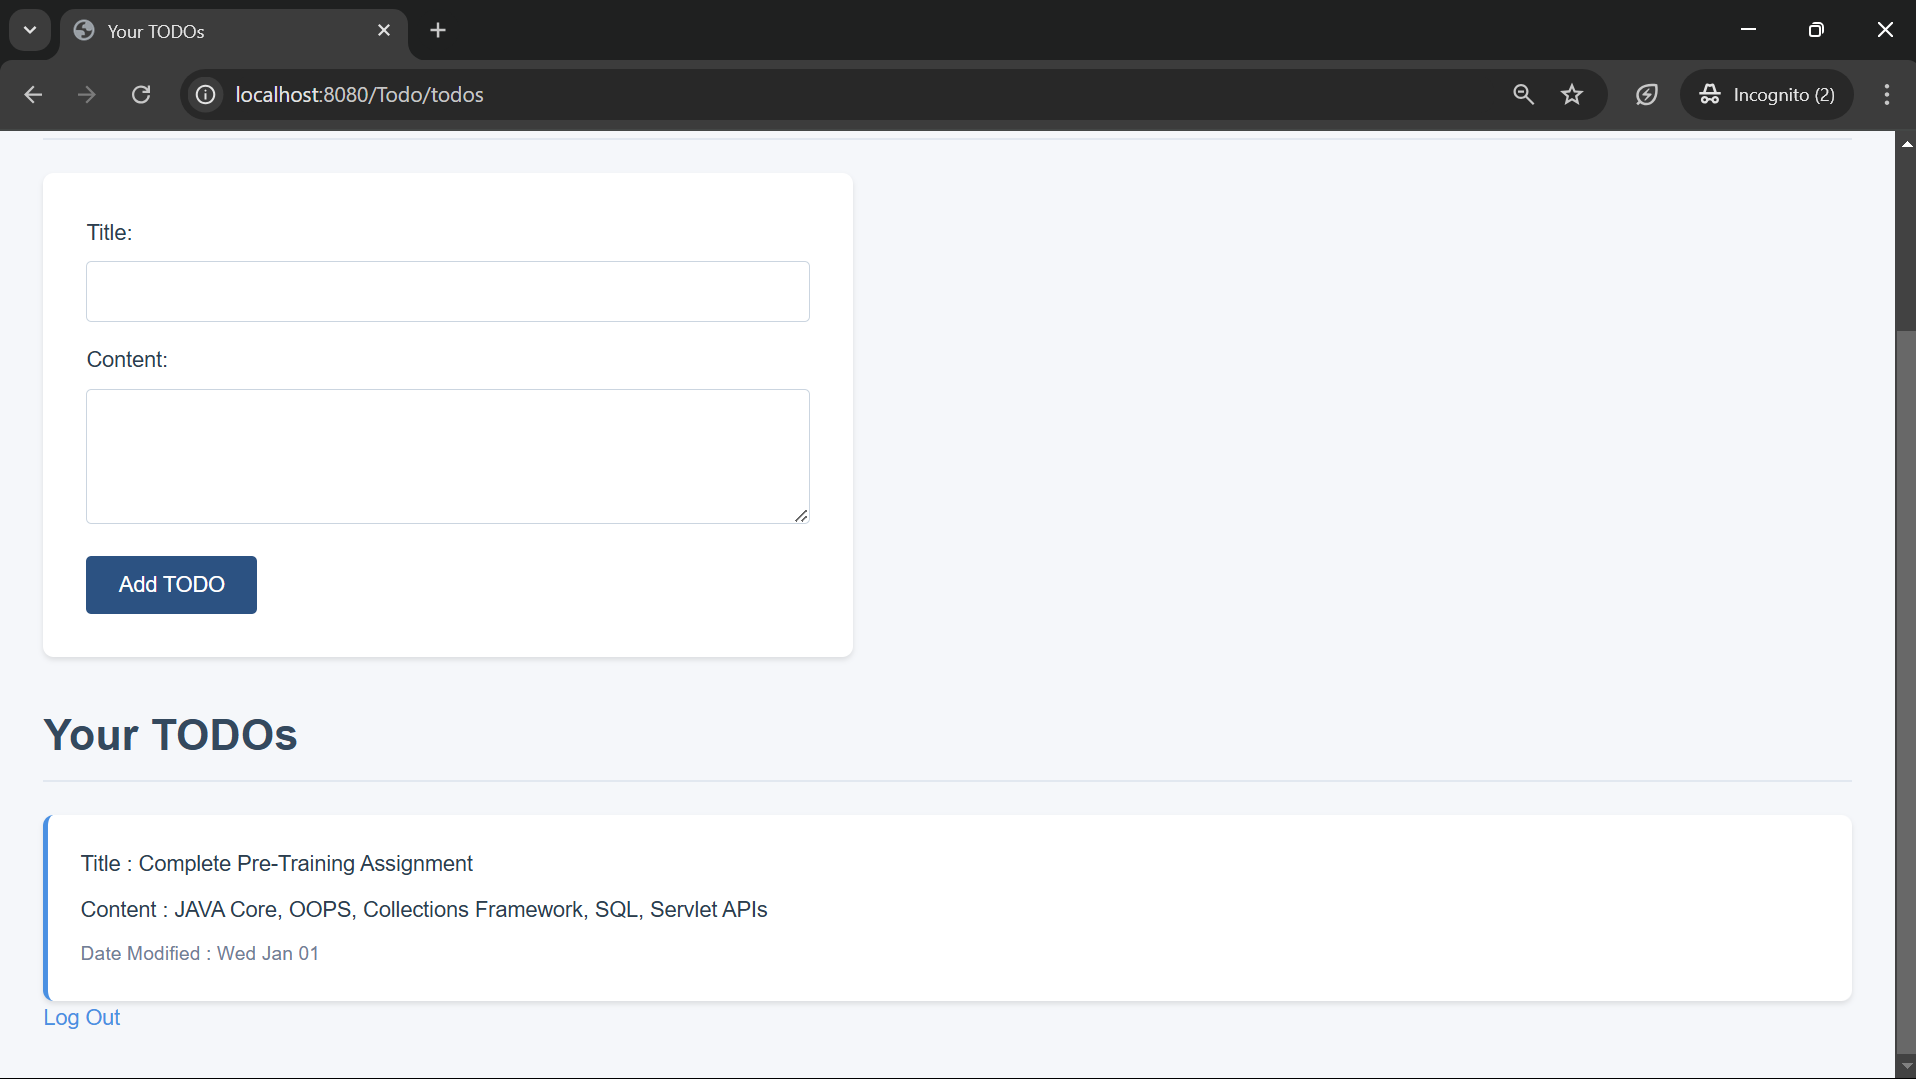 Your TODOs
localhost:8080/Todo/todos
Incognito (2)
Title:
Content:
Add TODO
Your TODOs
Title : Complete Pre-Training Assignment
Content : JAVA Core, OOPS, Collections Framework, SQL, Servlet APIs
Date Modified : Wed Jan 01
Log Out